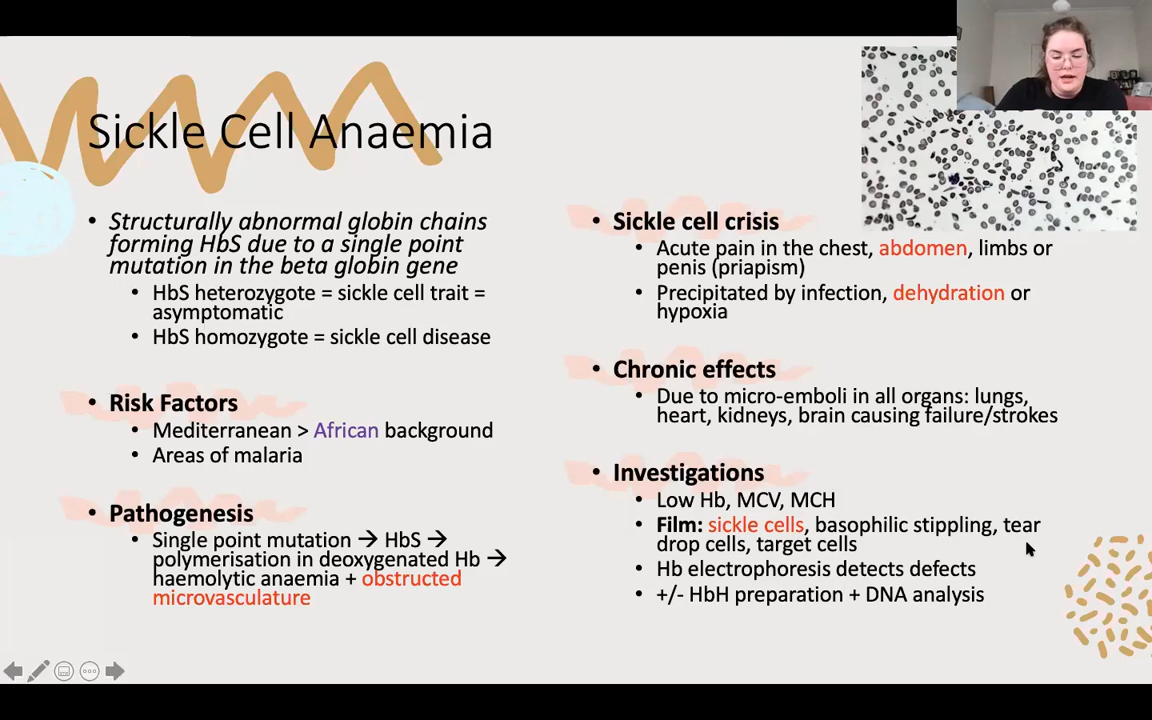 Sickle Cell Anaemia
• Structurally abnormal globin chains
forming HbS due to a single point
mutation in the beta globin gene
• HbS heterozygote = sickle cell trait =
asymptomatic
• HbS homozygote = sickle cell disease
• Risk Factors
• Mediterranean > African background
• Areas of malaria
• Pathogenesis
• Single point mutation → HbS →
polymerisation in deoxygenated Hb →
haemolytic anaemia + obstructed
microvasculature
• Sickle cell crisis
• Acute pain in the chest, abdomen, limbs or
penis (priapism)
• Precipitated by infection, dehydration or
hypoxia
• Chronic effects
• Due to micro-emboli in all organs: lungs,
heart, kidneys, brain causing failure/strokes
• Investigations
• Low Hb, MCV, MCH
• Film: sickle cells, basophilic stippling, tear
drop cells, target cells
• Hb electrophoresis detects defects
• +/- HbH preparation + DNA analysis